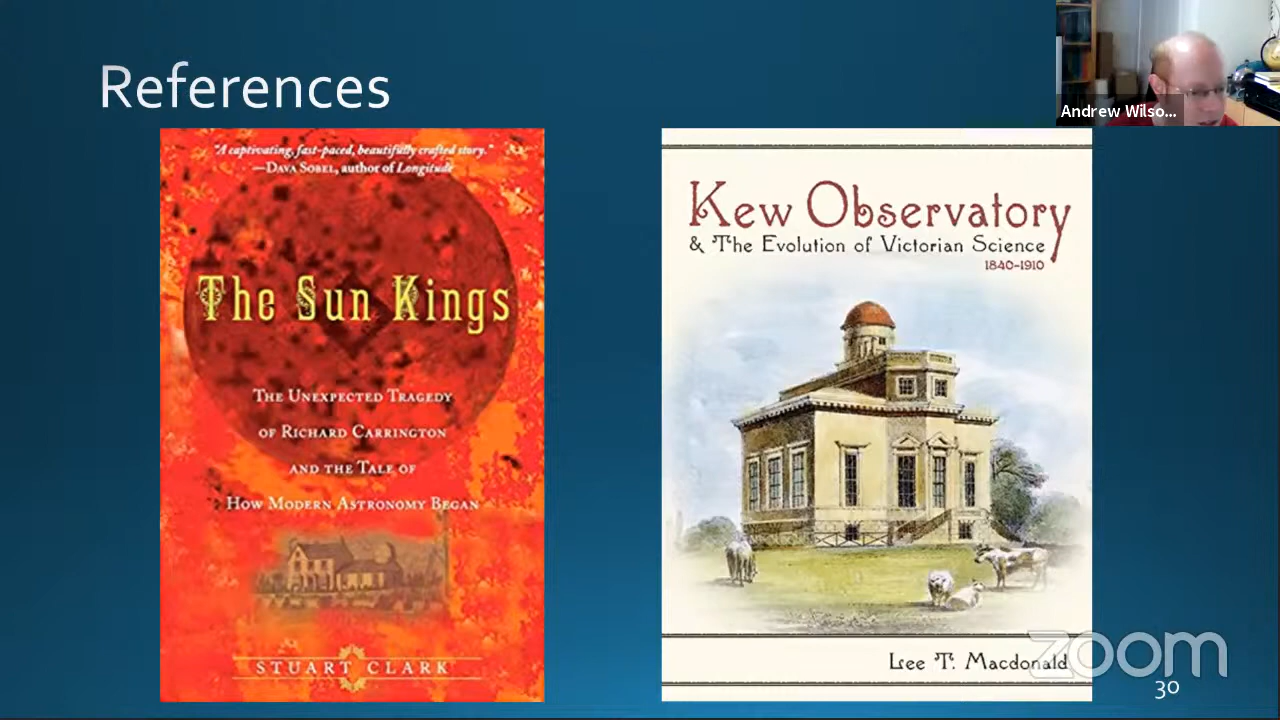 References
Andrew Wilso...
"A captivating, fast-paced, beautifully crafted story."
—DAVA SOBEL, author of Longitude
The Sun Kings
THE UNEXPECTED TRAGEDY
OF RICHARD CARRINGTON
AND THE TALE OF
HOW MODERN ASTRONOMY BEGAN
STUART CLARK
Kew Observatory
& The Evolution of Victorian Science
1840-1910
Lee T. Macdonald
zoom
30